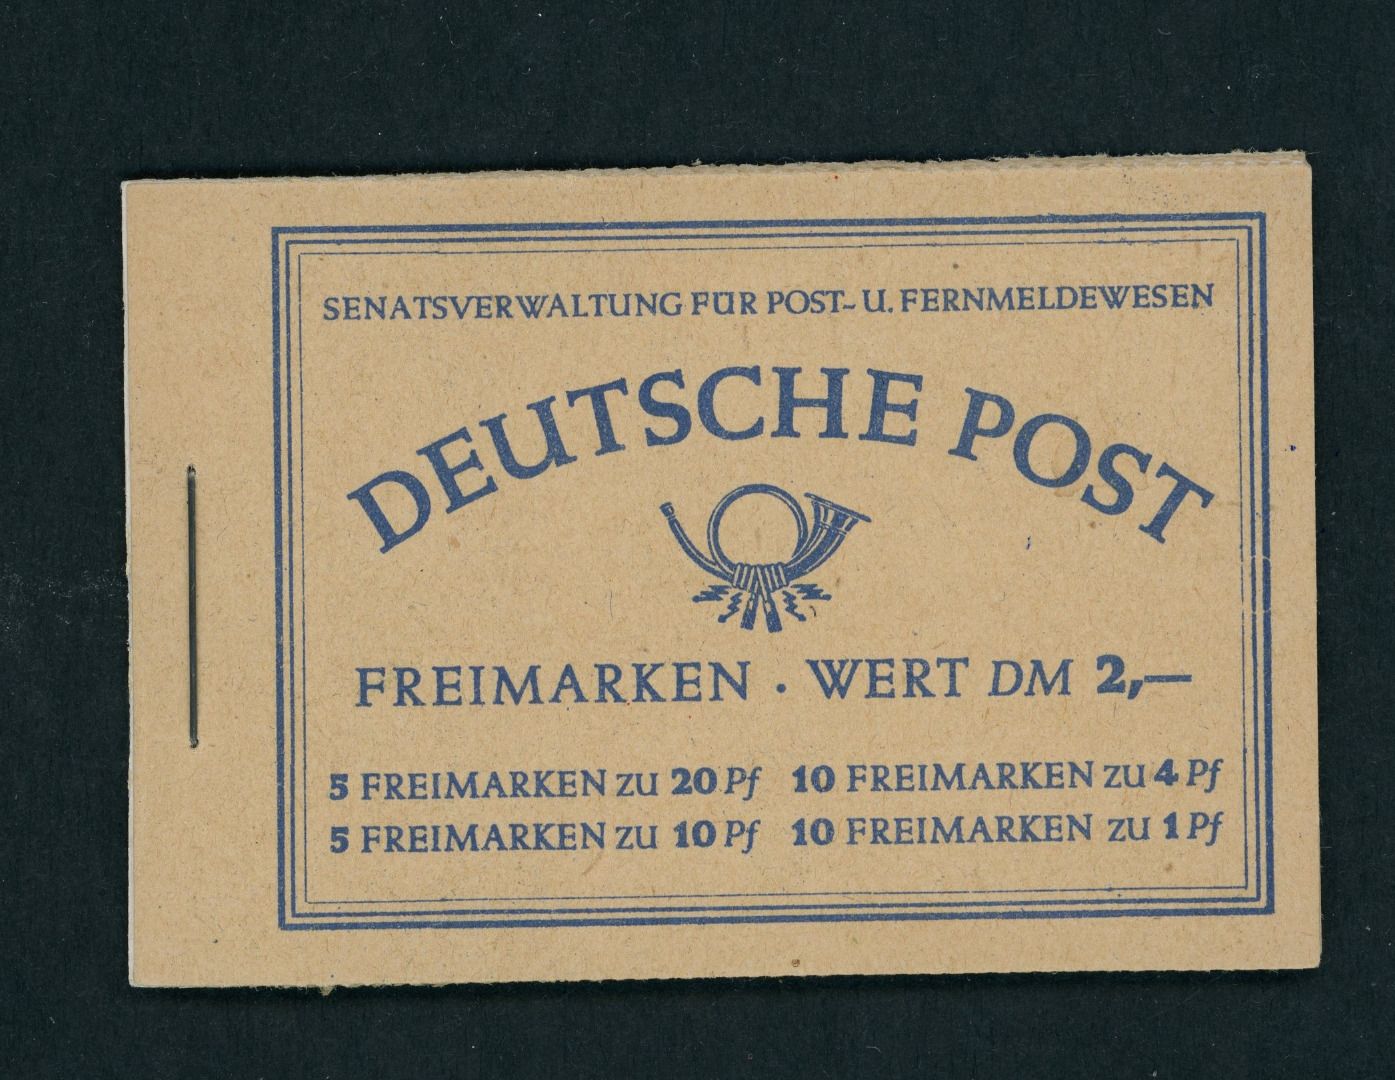 SENATSVERWALTUNG FÜR POST- U. FERNMELDEWESEN
DEUTSCHE POST
FREIMARKEN · WERT DM 2,—
5 FREIMARKEN ZU 20 Pf 10 FREIMARKEN ZU 4 Pf
5 FREIMARKEN ZU 10 Pf 10 FREIMARKEN ZU 1 Pf